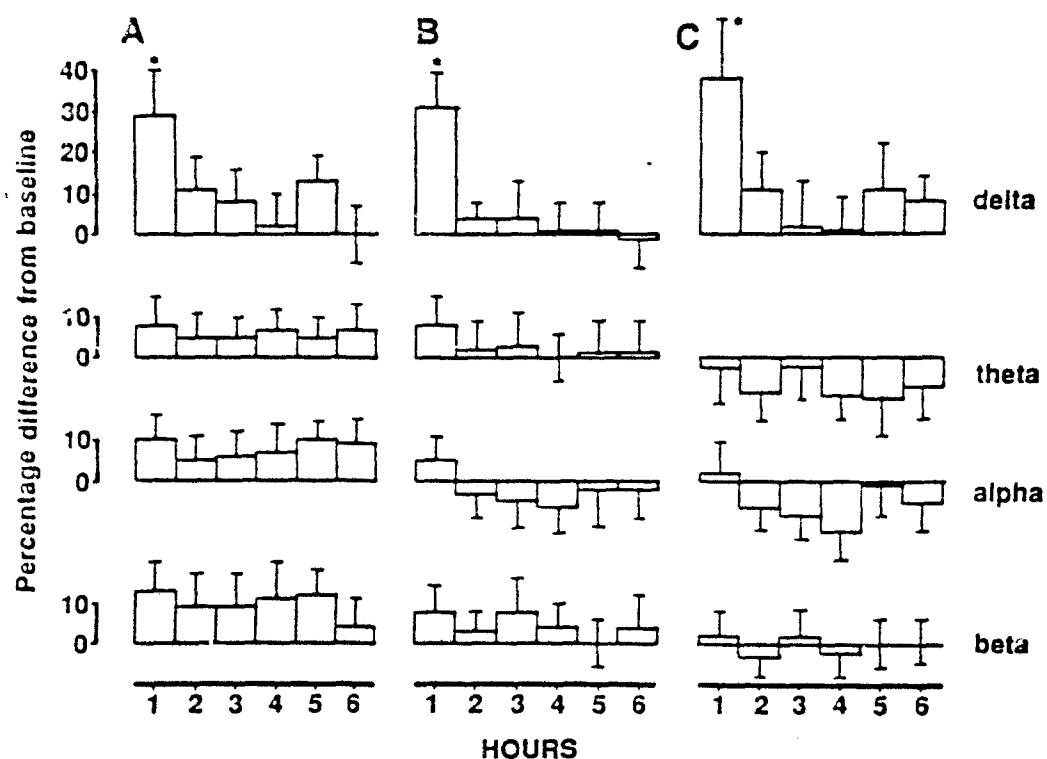 A B C
* * *
40
30
20
10
0
delta
10
0
theta
10
0
alpha
10
0
beta
Percentage difference from baseline
1 2 3 4 5 6 1 2 3 4 5 6 1 2 3 4 5 6
HOURS